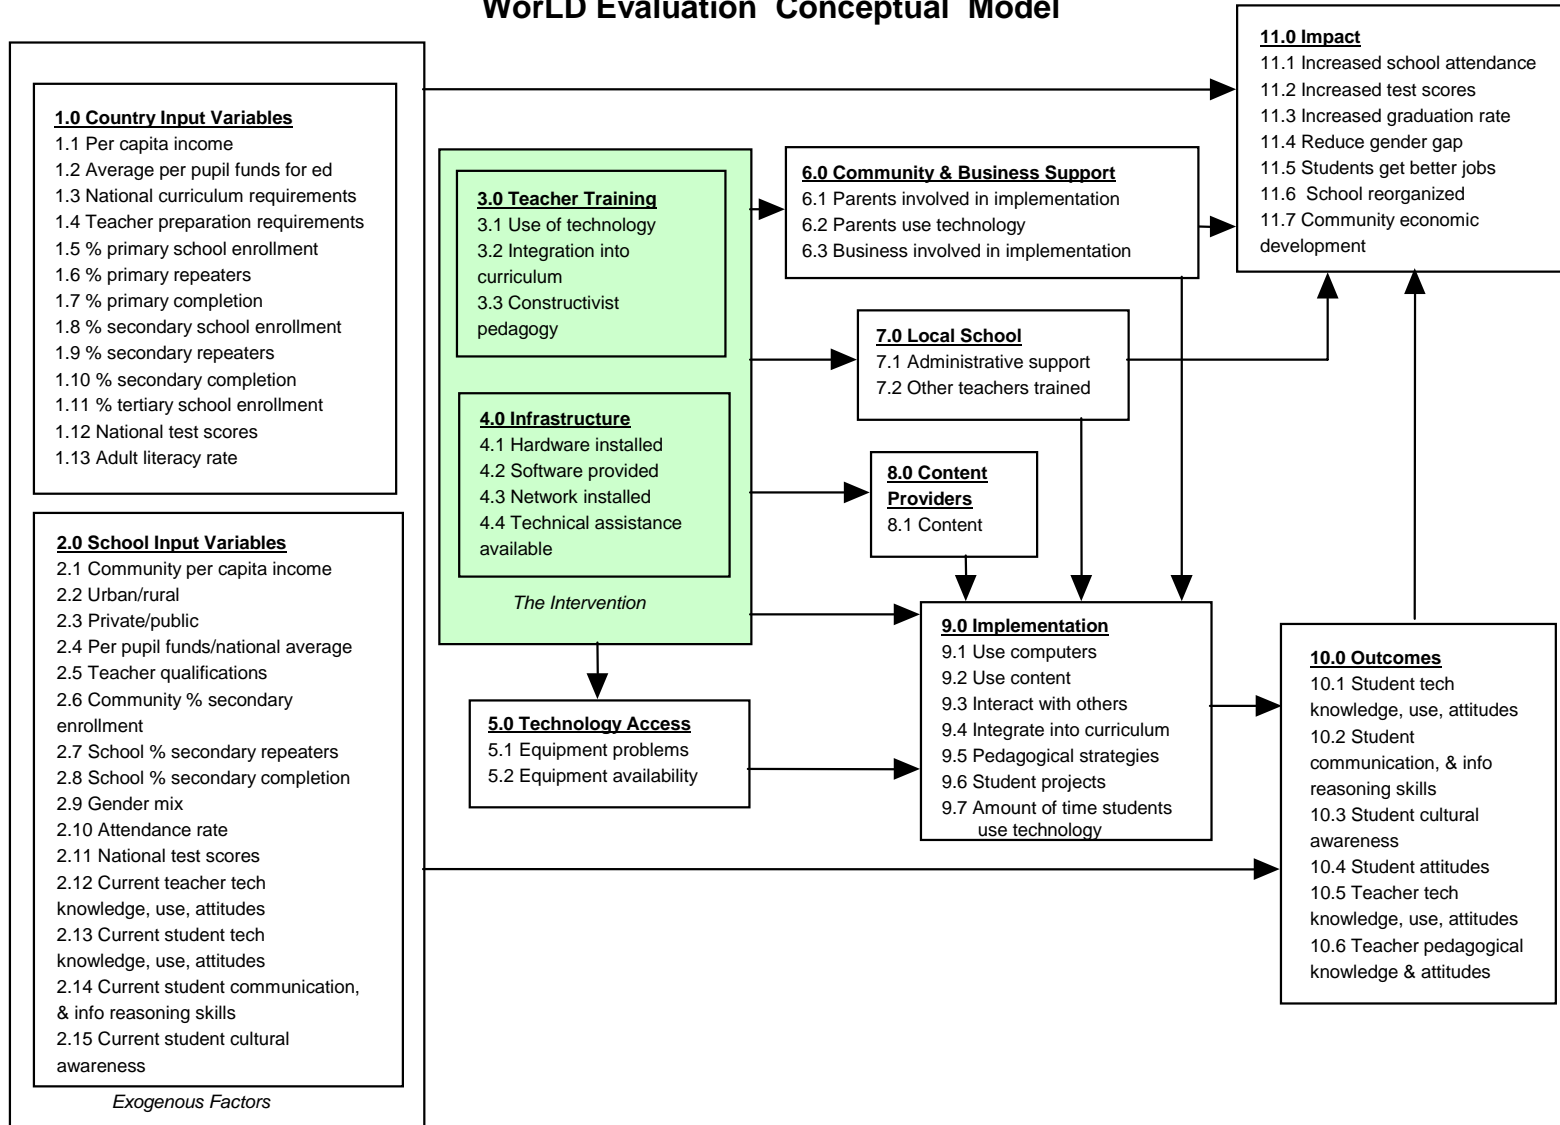 WorLD Evaluation Conceptual Model
1.0 Country Input Variables
1.1 Per capita income
1.2 Average per pupil funds for ed
1.3 National curriculum requirements
1.4 Teacher preparation requirements
1.5 % primary school enrollment
1.6 % primary repeaters
1.7 % primary completion
1.8 % secondary school enrollment
1.9 % secondary repeaters
1.10 % secondary completion
1.11 % tertiary school enrollment
1.12 National test scores
1.13 Adult literacy rate
2.0 School Input Variables
2.1 Community per capita income
2.2 Urban/rural
2.3 Private/public
2.4 Per pupil funds/national average
2.5 Teacher qualifications
2.6 Community % secondary
enrollment
2.7 School % secondary repeaters
2.8 School % secondary completion
2.9 Gender mix
2.10 Attendance rate
2.11 National test scores
2.12 Current teacher tech
knowledge, use, attitudes
2.13 Current student tech
knowledge, use, attitudes
2.14 Current student communication,
& info reasoning skills
2.15 Current student cultural
awareness
Exogenous Factors
3.0 Teacher Training
3.1 Use of technology
3.2 Integration into
curriculum
3.3 Constructivist
pedagogy
4.0 Infrastructure
4.1 Hardware installed
4.2 Software provided
4.3 Network installed
4.4 Technical assistance
available
The Intervention
5.0 Technology Access
5.1 Equipment problems
5.2 Equipment availability
6.0 Community & Business Support
6.1 Parents involved in implementation
6.2 Parents use technology
6.3 Business involved in implementation
7.0 Local School
7.1 Administrative support
7.2 Other teachers trained
8.0 Content
Providers
8.1 Content
9.0 Implementation
9.1 Use computers
9.2 Use content
9.3 Interact with others
9.4 Integrate into curriculum
9.5 Pedagogical strategies
9.6 Student projects
9.7 Amount of time students
use technology
10.0 Outcomes
10.1 Student tech
knowledge, use, attitudes
10.2 Student
communication, & info
reasoning skills
10.3 Student cultural
awareness
10.4 Student attitudes
10.5 Teacher tech
knowledge, use, attitudes
10.6 Teacher pedagogical
knowledge & attitudes
11.0 Impact
11.1 Increased school attendance
11.2 Increased test scores
11.3 Increased graduation rate
11.4 Reduce gender gap
11.5 Students get better jobs
11.6 School reorganized
11.7 Community economic
development